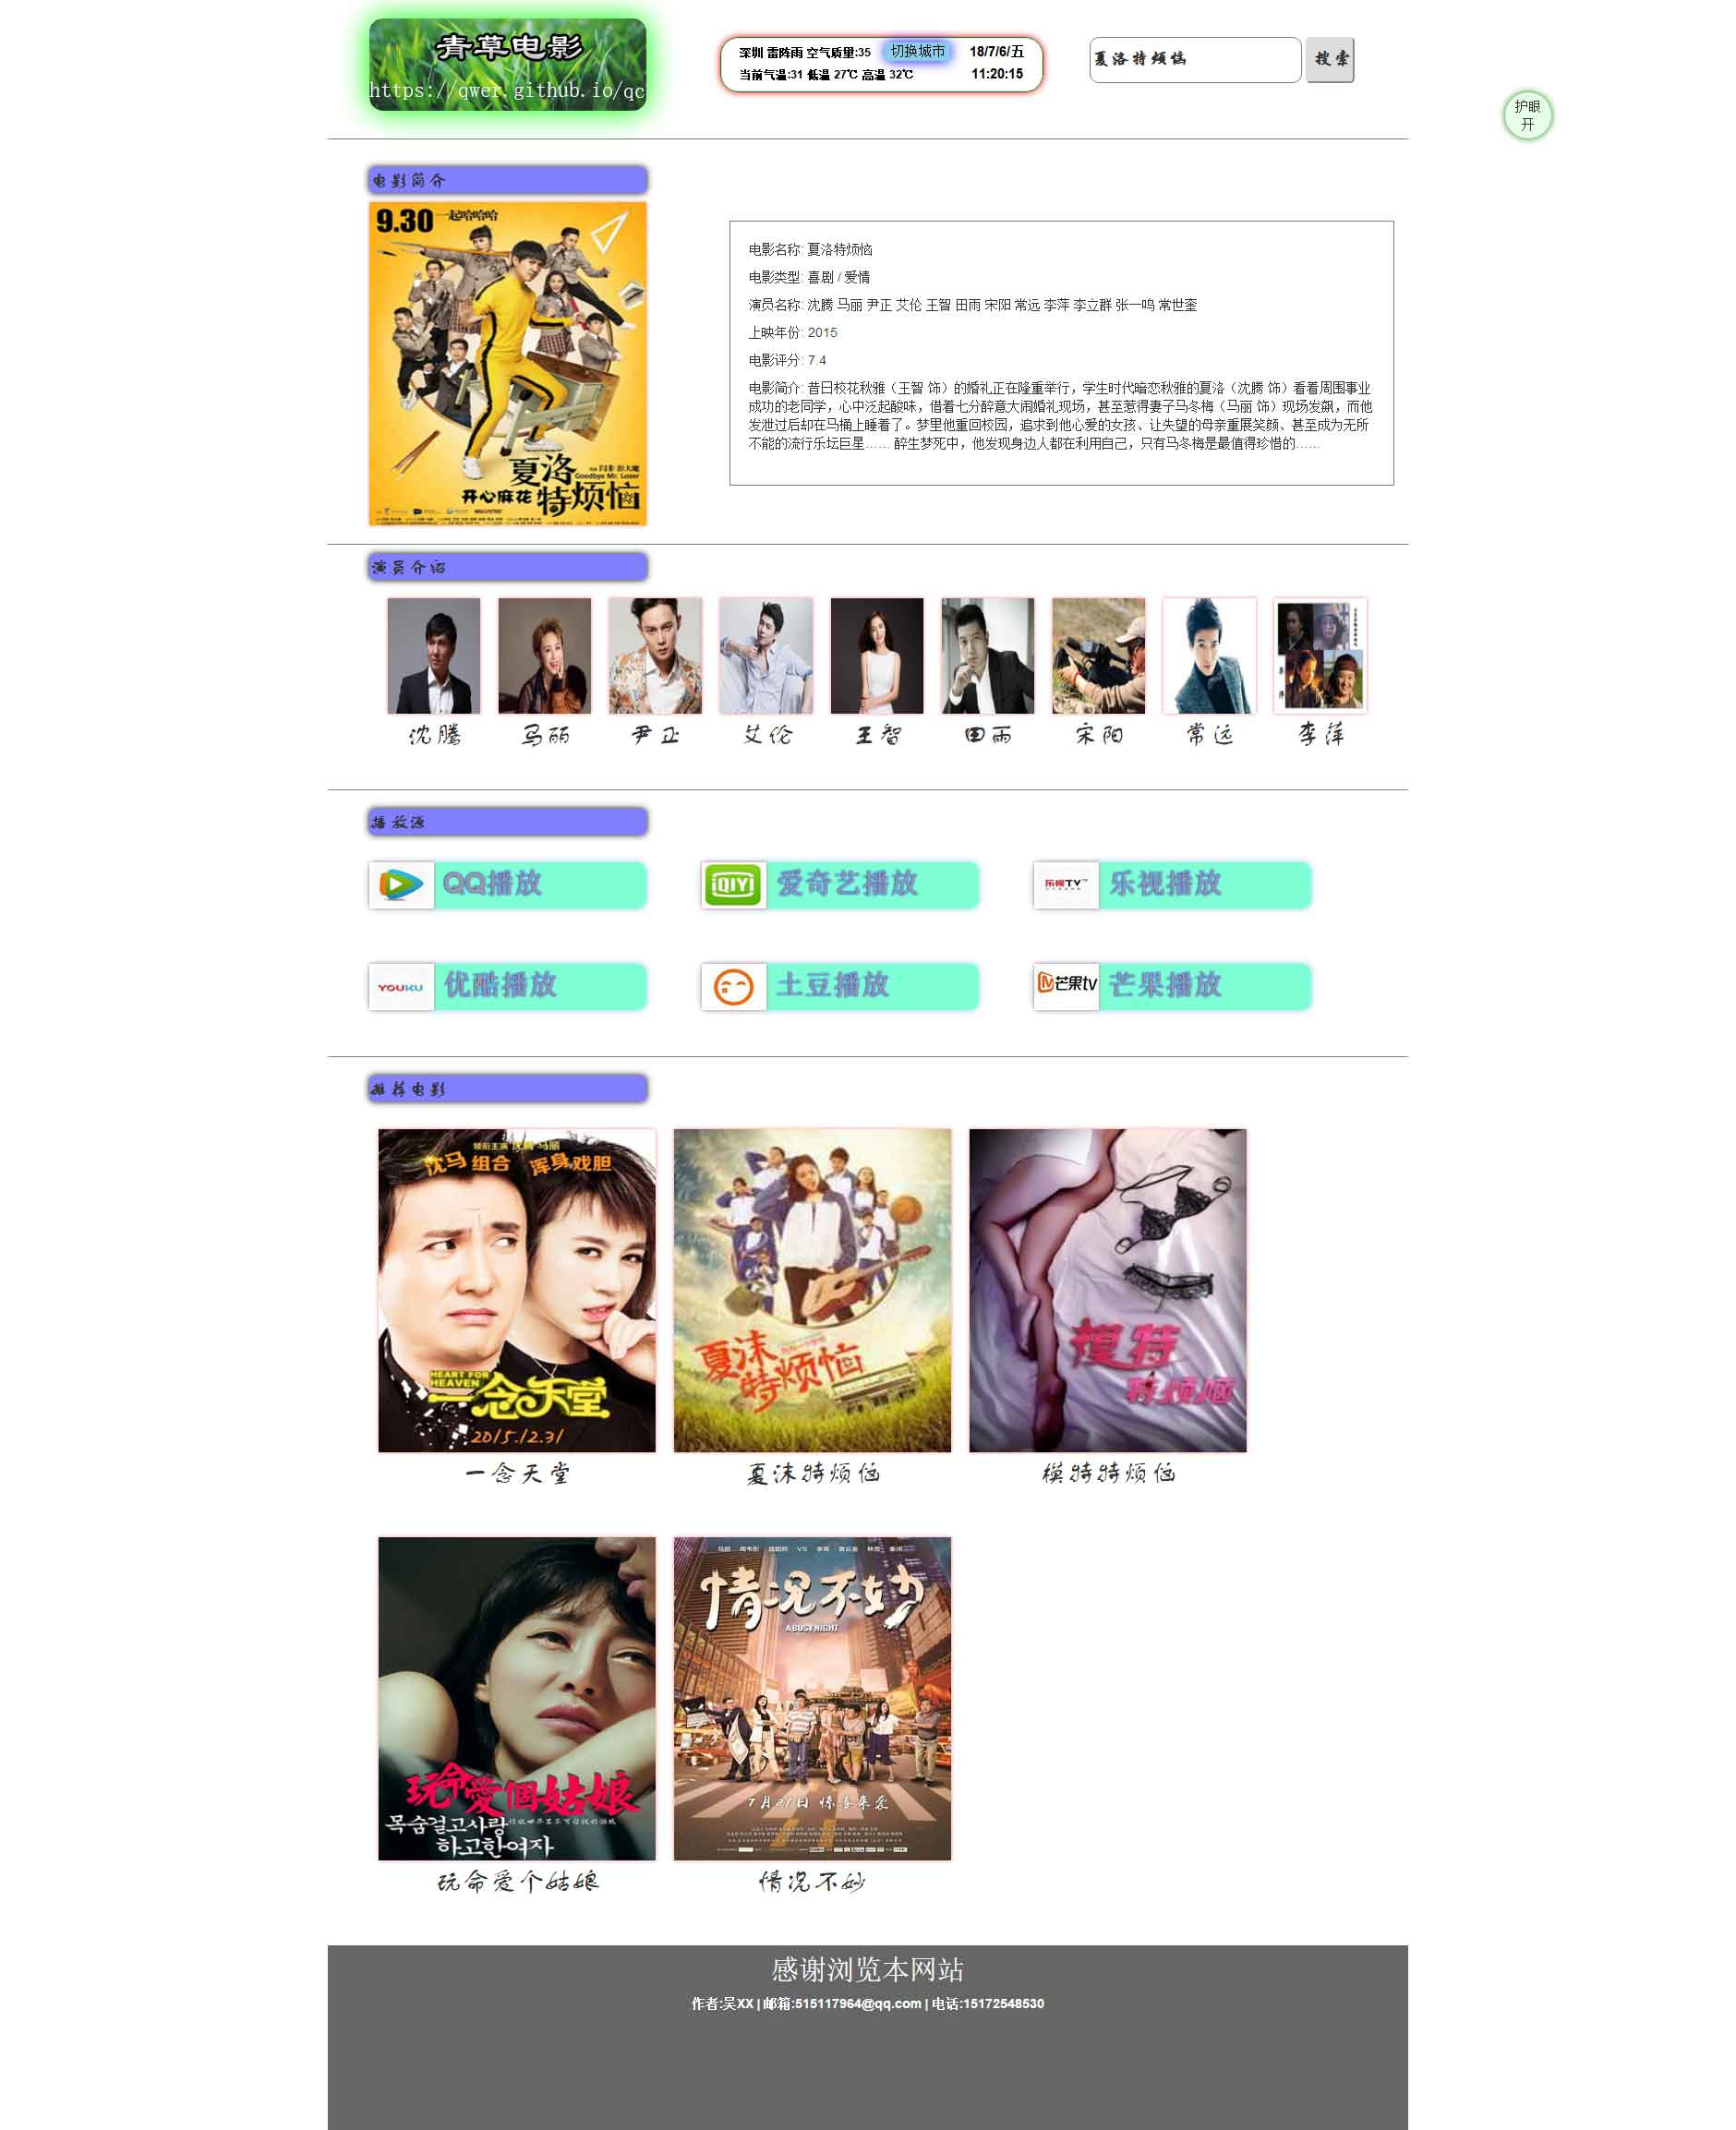 青草电影
https://qwer.github.io/qc
深圳 雷阵雨 空气质量:35 切换城市 18/7/6/五
当前气温:31 低温 27℃ 高温 32℃ 11:20:15
夏洛特烦恼 搜索
护眼
开
电影简介
9.30 一起哈哈哈
夏洛
Goodbye Mr. Loser
开心麻花 特烦恼
电影名称: 夏洛特烦恼
电影类型: 喜剧 / 爱情
演员名称: 沈腾 马丽 尹正 艾伦 王智 田雨 宋阳 常远 李萍 李立群 张一鸣 常世奎
上映年份: 2015
电影评分: 7.4
电影简介: 昔日校花秋雅（王智 饰）的婚礼正在隆重举行，学生时代暗恋秋雅的夏洛（沈腾 饰）看着周围事业
成功的老同学，心中泛起酸味，借着七分醉意大闹婚礼现场，甚至惹得妻子马冬梅（马丽 饰）现场发飙，而他
发泄过后却在马桶上睡着了。梦里他重回校园，追求到他心爱的女孩、让失望的母亲重展笑颜、甚至成为无所
不能的流行乐坛巨星…… 醉生梦死中，他发现身边人都在利用自己，只有马冬梅是最值得珍惜的……
演员介绍
沈腾 马丽 尹正 艾伦 王智 田雨 宋阳 常远 李萍
播放源
QQ播放 iQIYI 爱奇艺播放 乐视TV 乐视播放
YOUKU 优酷播放 土豆播放 芒果tv 芒果播放
推荐电影
领衔主演 沈腾 马丽
沈马组合 浑身戏胆
HEART FOR
HEAVEN
一念天堂
2015.12.31
夏沫
特烦恼
模特
特烦恼
一念天堂 夏沫特烦恼 模特特烦恼
玩命愛個姑娘
목숨걸고사랑
하고한여자
情况不妙
A BUSY NIGHT
7月27日 惊喜来爱
玩命爱个姑娘 情况不妙
感谢浏览本网站
作者:吴XX | 邮箱:515117964@qq.com | 电话:15172548530